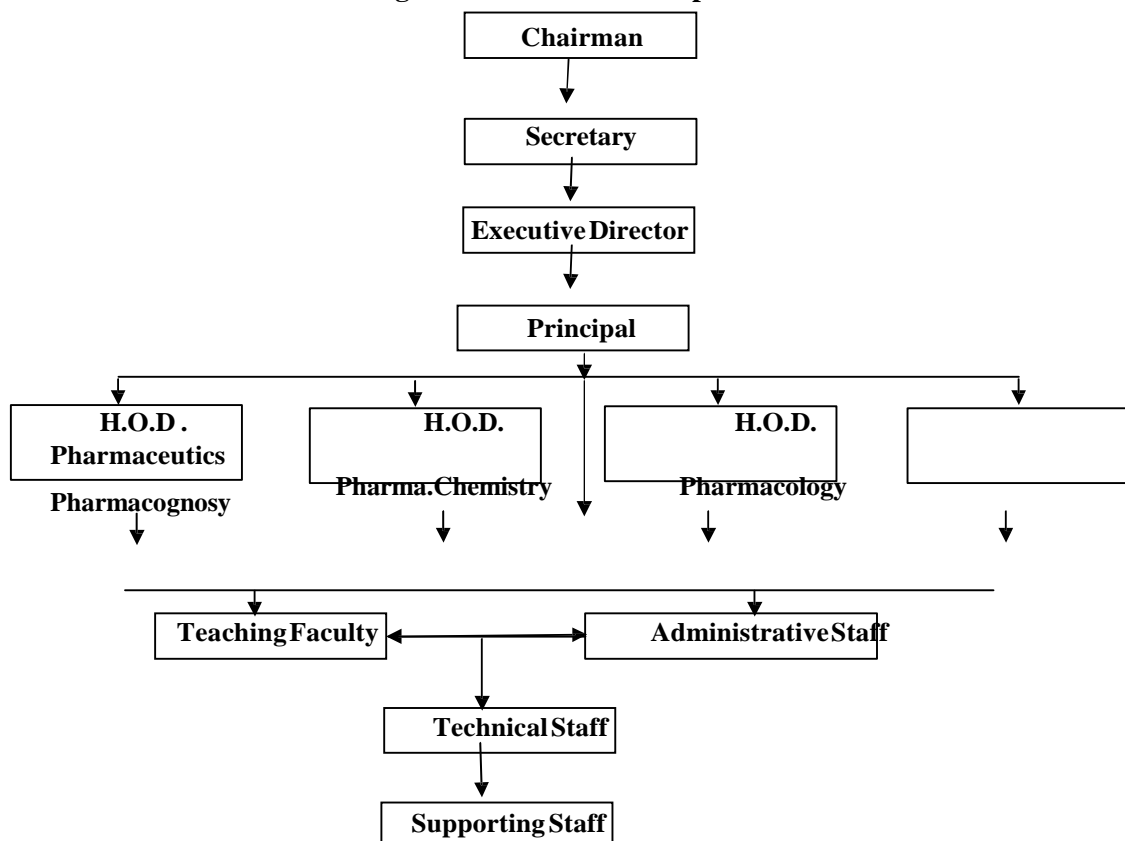 Chairman
Secretary
Executive Director
Principal
H.O.D .
Pharmaceutics
H.O.D.
H.O.D.
Pharma.Chemistry
Pharmacology
Pharmacognosy
Teaching Faculty
Administrative Staff
Technical Staff
Supporting Staff